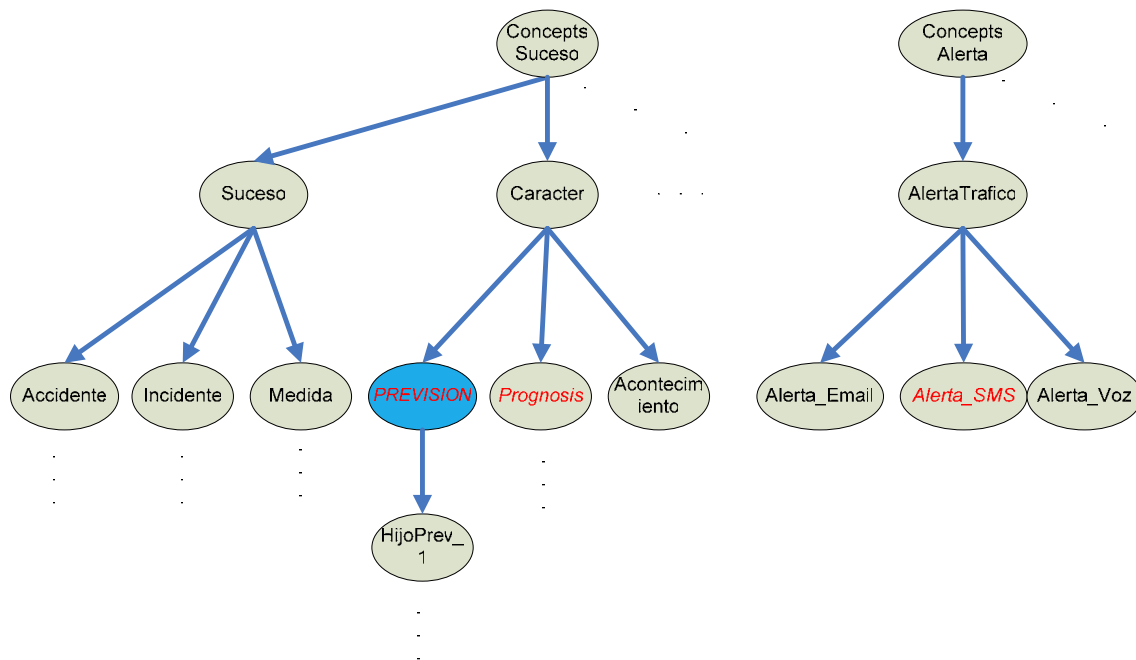 Concepts
Suceso
Concepts
Alerta
Suceso
Caracter
AlertaTrafico
Accidente
Incidente
Medida
PREVISION
Prognosis
Acontecim
iento
Alerta_Email
Alerta_SMS
Alerta_Voz
HijoPrev_
1